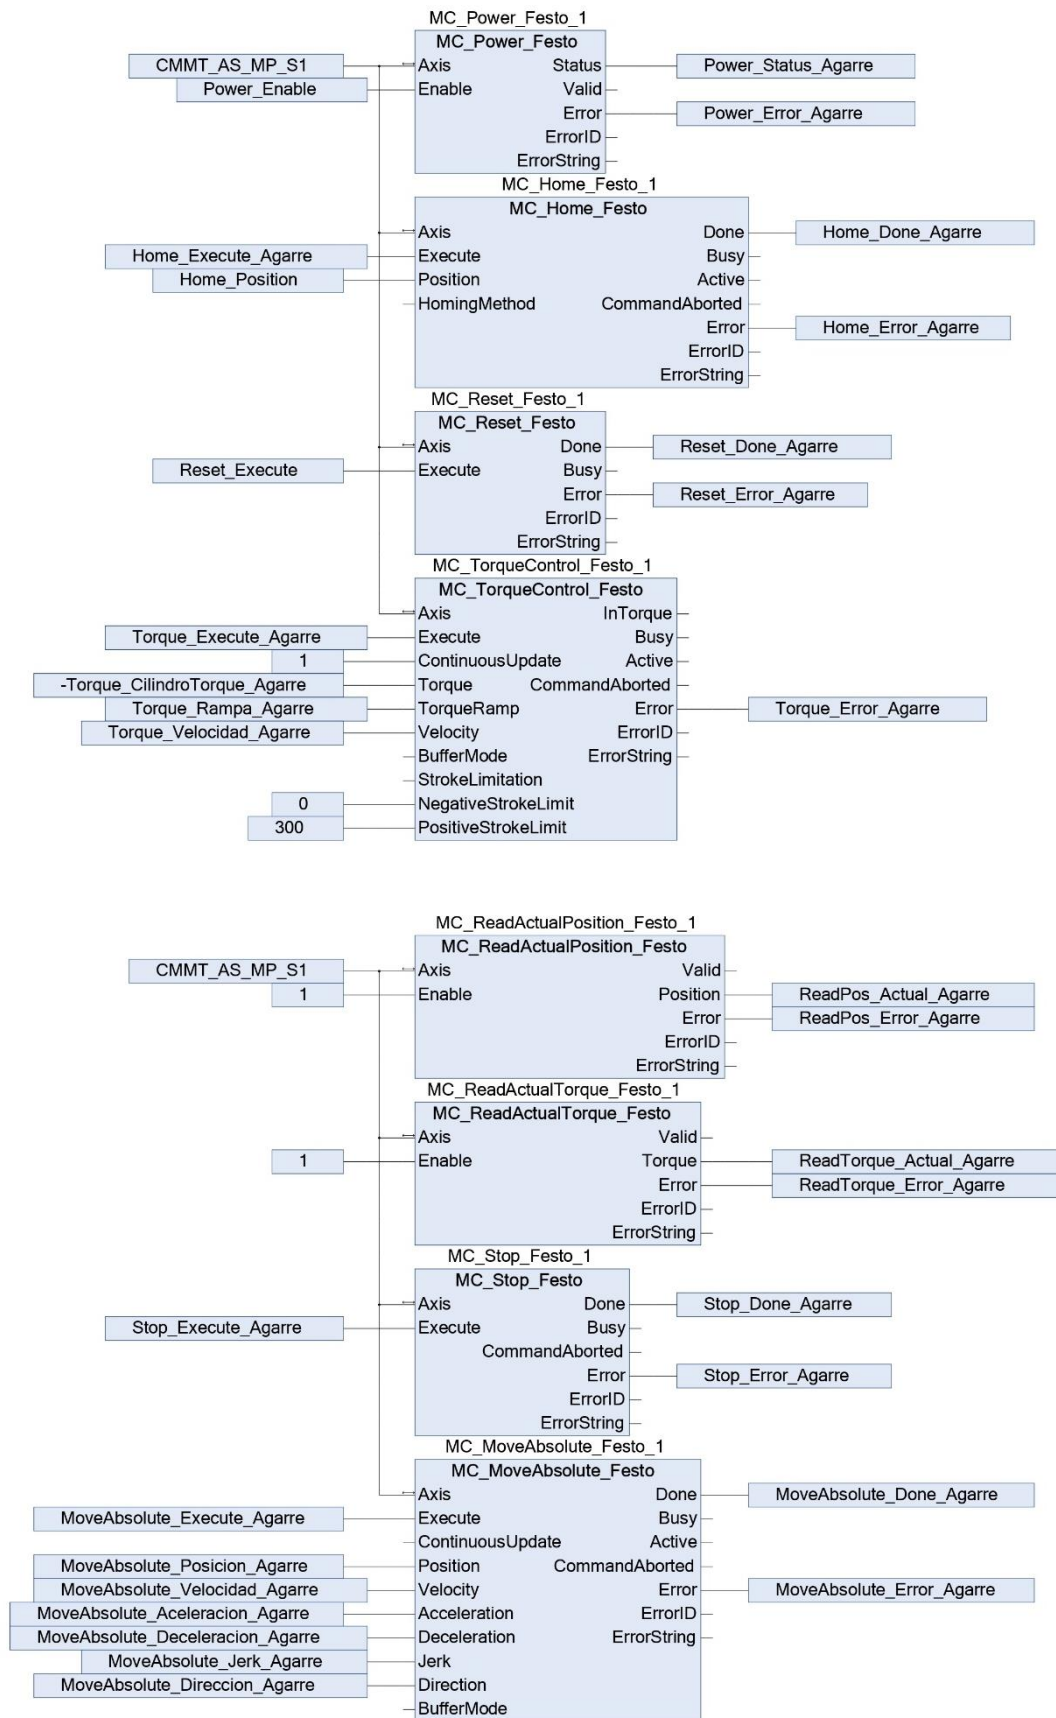 MC_Power_Festo_1
MC_Power_Festo
CMMT_AS_MP_S1 Axis Status Power_Status_Agarre
Power_Enable Enable Valid
Error Power_Error_Agarre
ErrorID
ErrorString
MC_Home_Festo_1
MC_Home_Festo
Axis Done Home_Done_Agarre
Home_Execute_Agarre Execute Busy
Home_Position Position Active
HomingMethod CommandAborted
Error Home_Error_Agarre
ErrorID
ErrorString
MC_Reset_Festo_1
MC_Reset_Festo
Axis Done Reset_Done_Agarre
Reset_Execute Execute Busy
Error Reset_Error_Agarre
ErrorID
ErrorString
MC_TorqueControl_Festo_1
MC_TorqueControl_Festo
Axis InTorque
Torque_Execute_Agarre Execute Busy
1 ContinuousUpdate Active
-Torque_CilindroTorque_Agarre Torque CommandAborted
Torque_Rampa_Agarre TorqueRamp Error Torque_Error_Agarre
Torque_Velocidad_Agarre Velocity ErrorID
BufferMode ErrorString
StrokeLimitation
0 NegativeStrokeLimit
300 PositiveStrokeLimit
MC_ReadActualPosition_Festo_1
MC_ReadActualPosition_Festo
CMMT_AS_MP_S1 Axis Valid
1 Enable Position ReadPos_Actual_Agarre
Error ReadPos_Error_Agarre
ErrorID
ErrorString
MC_ReadActualTorque_Festo_1
MC_ReadActualTorque_Festo
Axis Valid
1 Enable Torque ReadTorque_Actual_Agarre
Error ReadTorque_Error_Agarre
ErrorID
ErrorString
MC_Stop_Festo_1
MC_Stop_Festo
Axis Done Stop_Done_Agarre
Stop_Execute_Agarre Execute Busy
CommandAborted
Error Stop_Error_Agarre
ErrorID
ErrorString
MC_MoveAbsolute_Festo_1
MC_MoveAbsolute_Festo
Axis Done MoveAbsolute_Done_Agarre
MoveAbsolute_Execute_Agarre Execute Busy
ContinuousUpdate Active
MoveAbsolute_Posicion_Agarre Position CommandAborted
MoveAbsolute_Velocidad_Agarre Velocity Error MoveAbsolute_Error_Agarre
MoveAbsolute_Aceleracion_Agarre Acceleration ErrorID
MoveAbsolute_Deceleracion_Agarre Deceleration ErrorString
MoveAbsolute_Jerk_Agarre Jerk
MoveAbsolute_Direccion_Agarre Direction
BufferMode